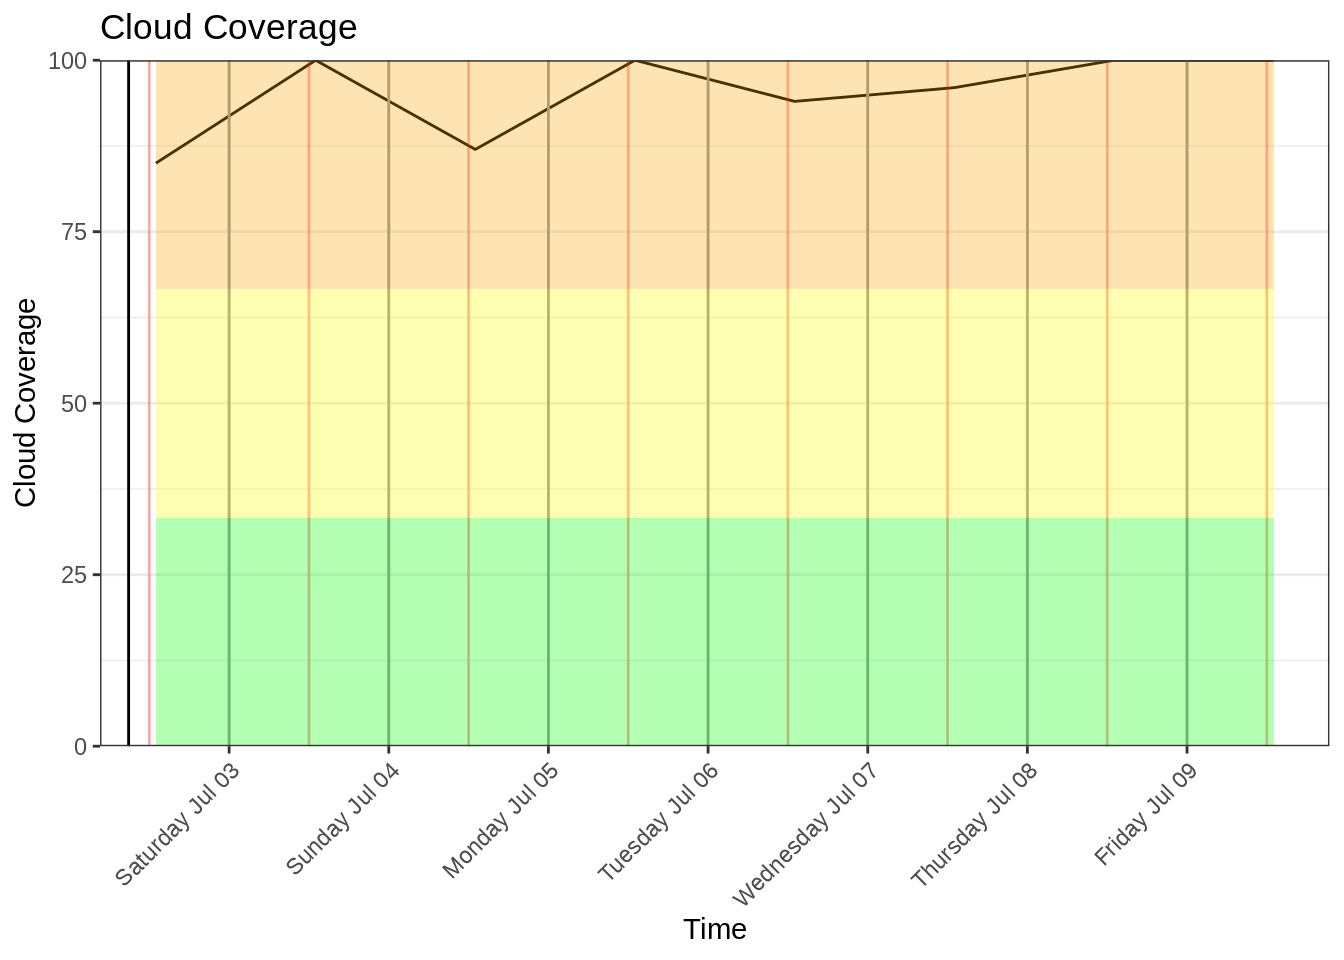 Cloud Coverage
100
75
50
25
0
Cloud Coverage
Saturday Jul 03
Sunday Jul 04
Monday Jul 05
Tuesday Jul 06
Wednesday Jul 07
Thursday Jul 08
Friday Jul 09
Time